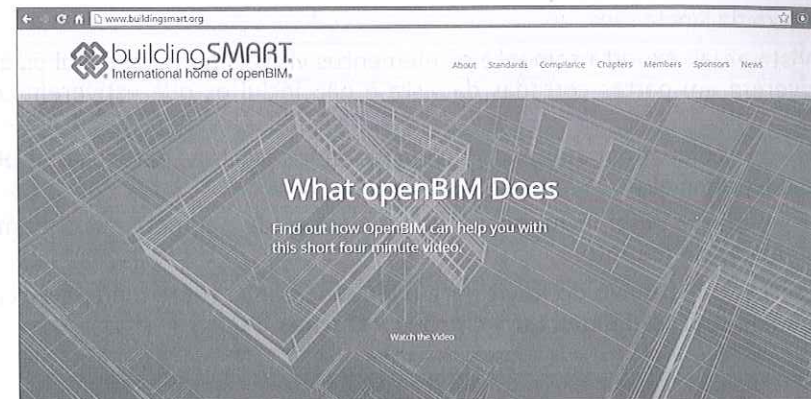 www.buildingsmart.org
buildingSMART®
International home of openBIM®
About Standards Compliance Chapters Members Sponsors News
What openBIM Does
Find out how OpenBIM can help you with
this short four minute video.
Watch the Video